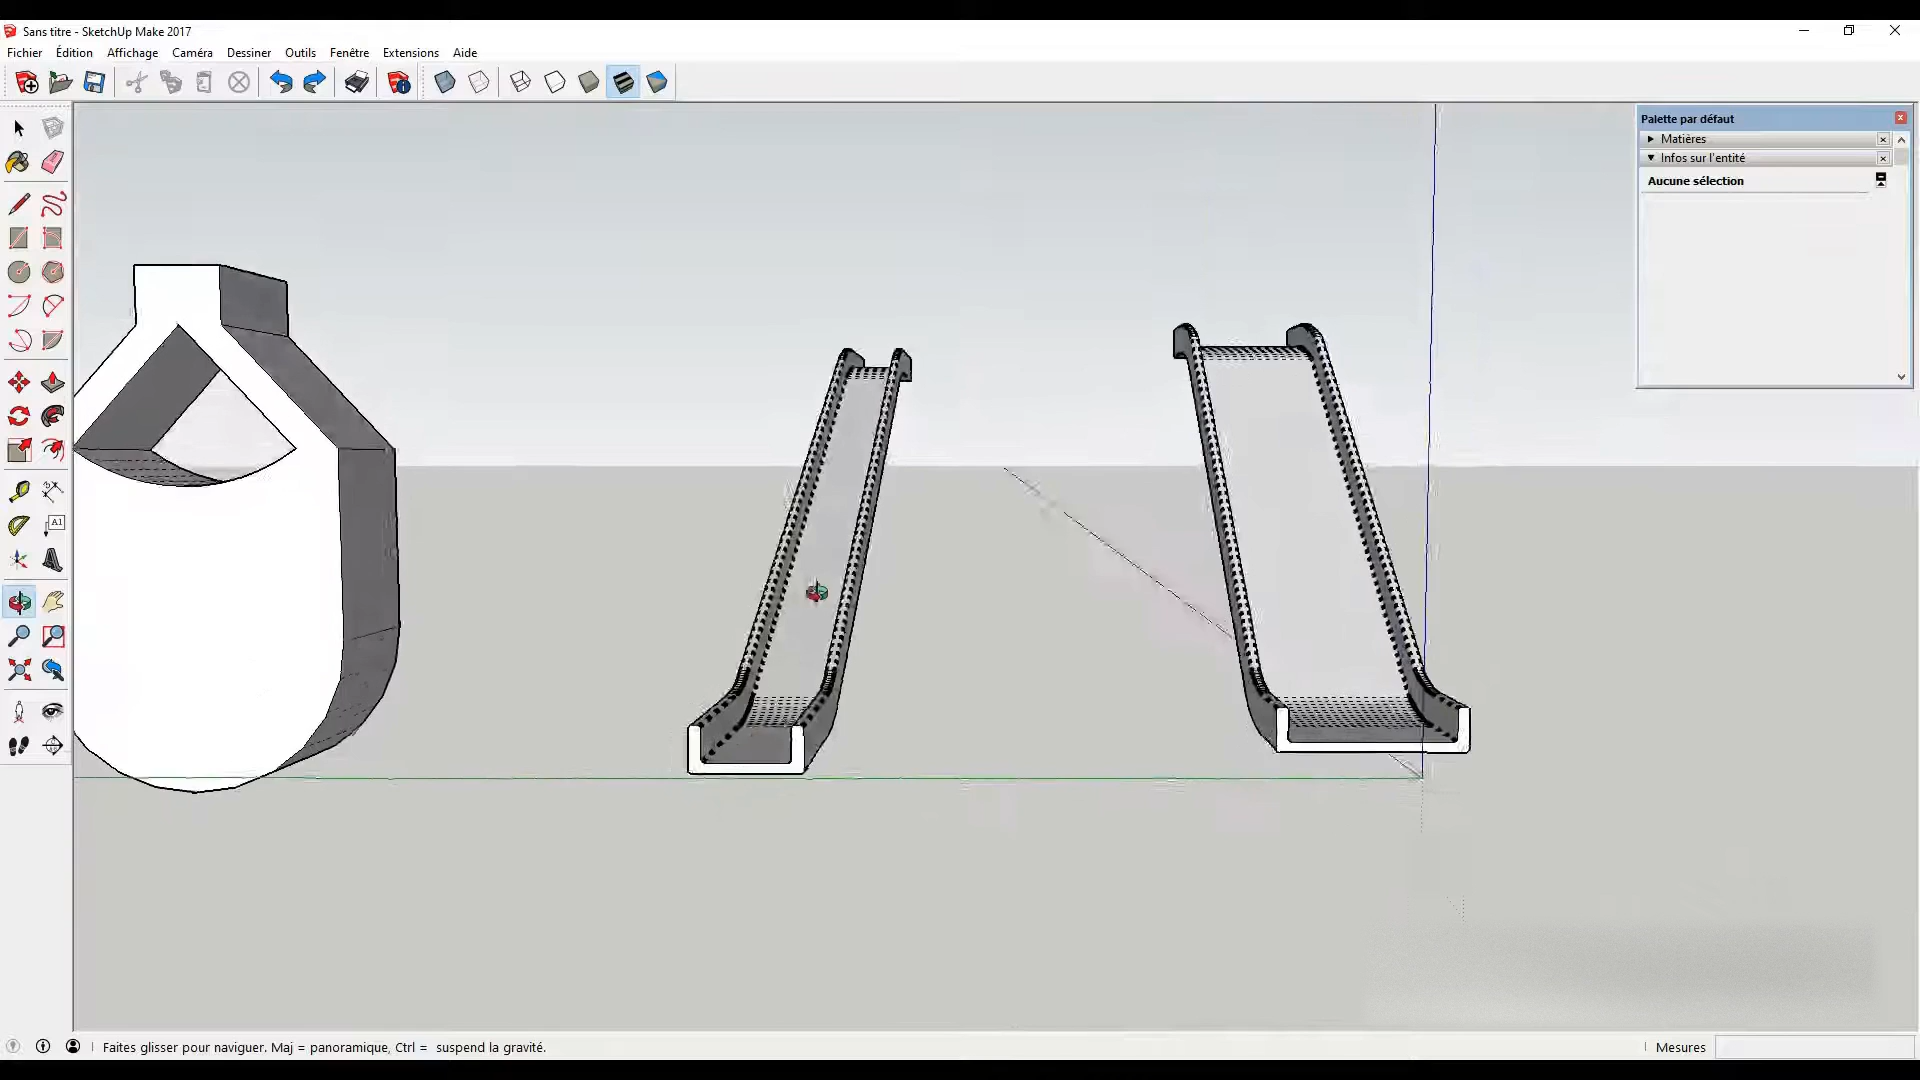 Sans titre - SketchUp Make 2017
Fichier Édition Affichage Caméra Dessiner Outils Fenêtre Extensions Aide
Palette par défaut
Matières
Infos sur l'entité
Aucune sélection
A1
Faites glisser pour naviguer. Maj = panoramique, Ctrl = suspend la gravité.
Mesures